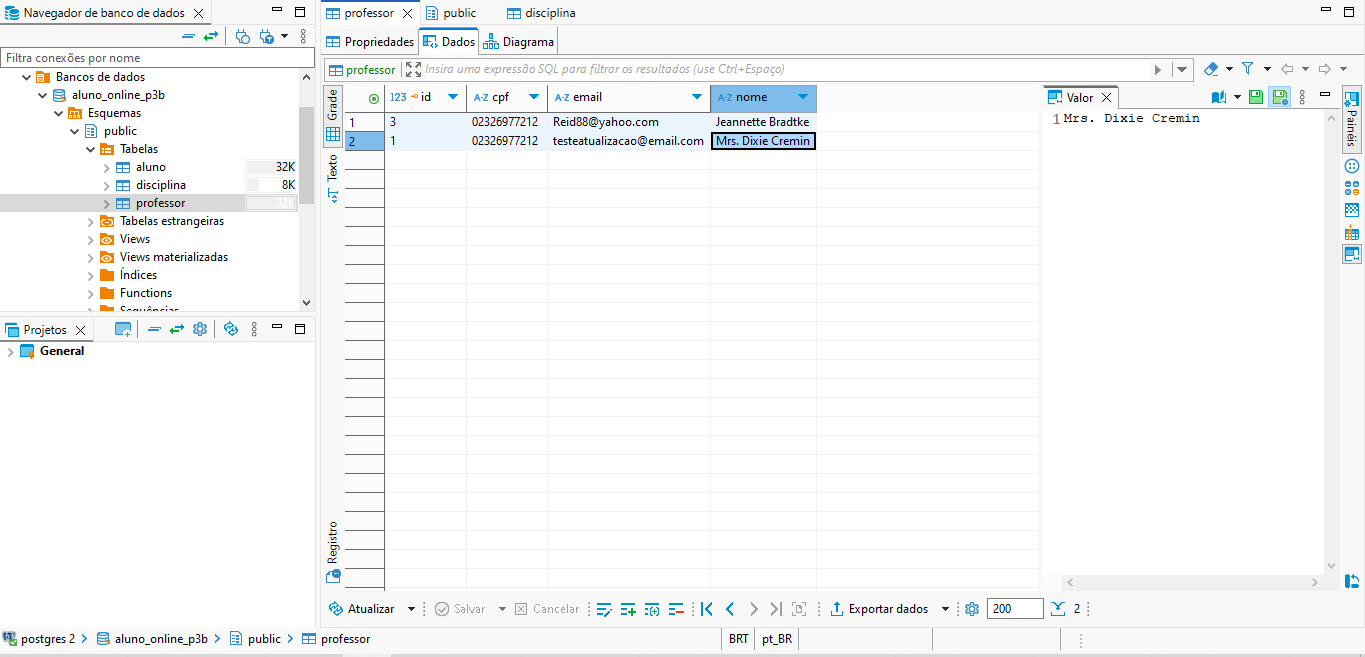 Navegador de banco de dados
Filtra conexões por nome
Bancos de dados
aluno_online_p3b
Esquemas
public
Tabelas
aluno 32K
disciplina 8K
professor 32K
Tabelas estrangeiras
Views
Views materializadas
Índices
Functions
Sequências
Projetos
General
professor public disciplina
Propriedades Dados Diagrama
professor Insira uma expressão SQL para filtrar os resultados (use Ctrl+Espaço)
Grade
Texto
Registro
123 id A-Z cpf A-Z email A-Z nome
1 3 02326977212 Reid88@yahoo.com Jeannette Bradtke
2 1 02326977212 testeatualizacao@email.com Mrs. Dixie Cremin
Valor
1 Mrs. Dixie Cremin
Painéis
Atualizar Salvar Cancelar Exportar dados 200 2
postgres 2 aluno_online_p3b public professor BRT pt_BR